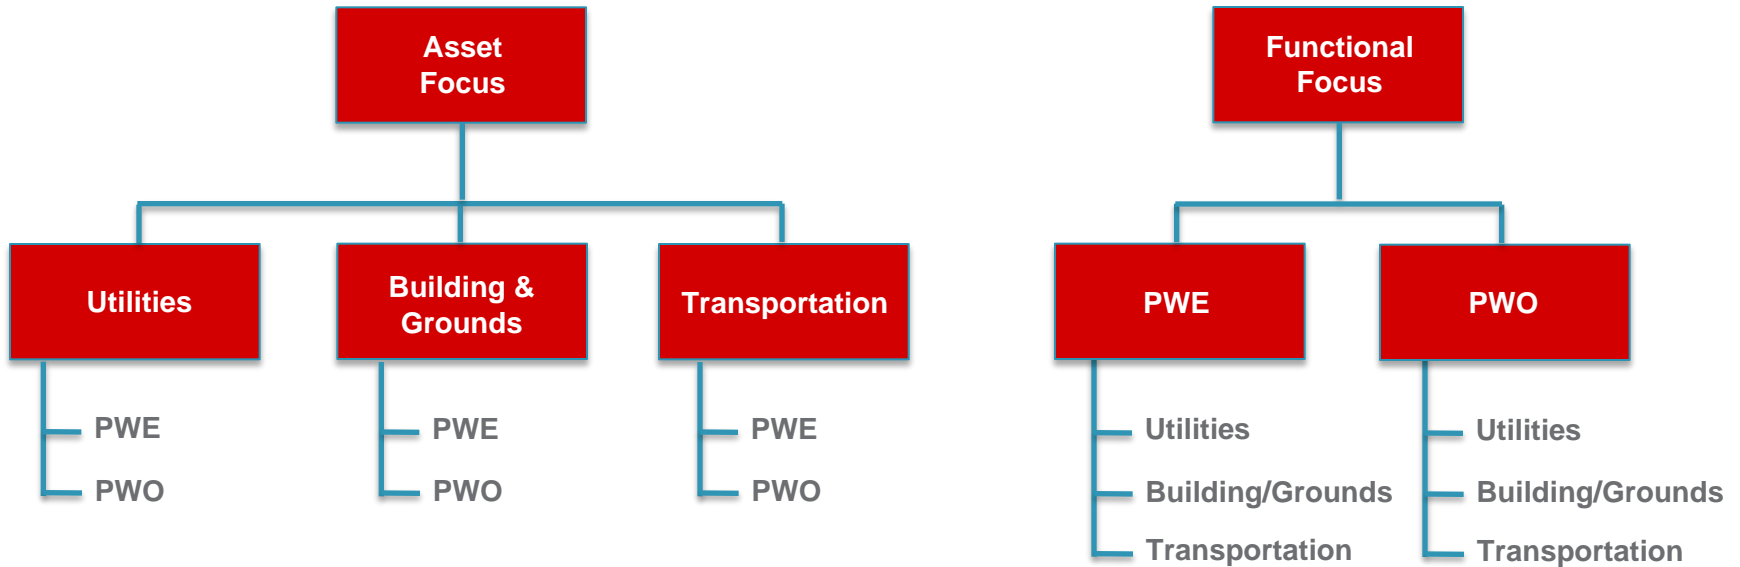 Asset
Focus
Utilities
Building &
Grounds
Transportation
PWE
PWO
PWE
PWO
PWE
PWO
Functional
Focus
PWE
PWO
Utilities
Building/Grounds
Transportation
Utilities
Building/Grounds
Transportation